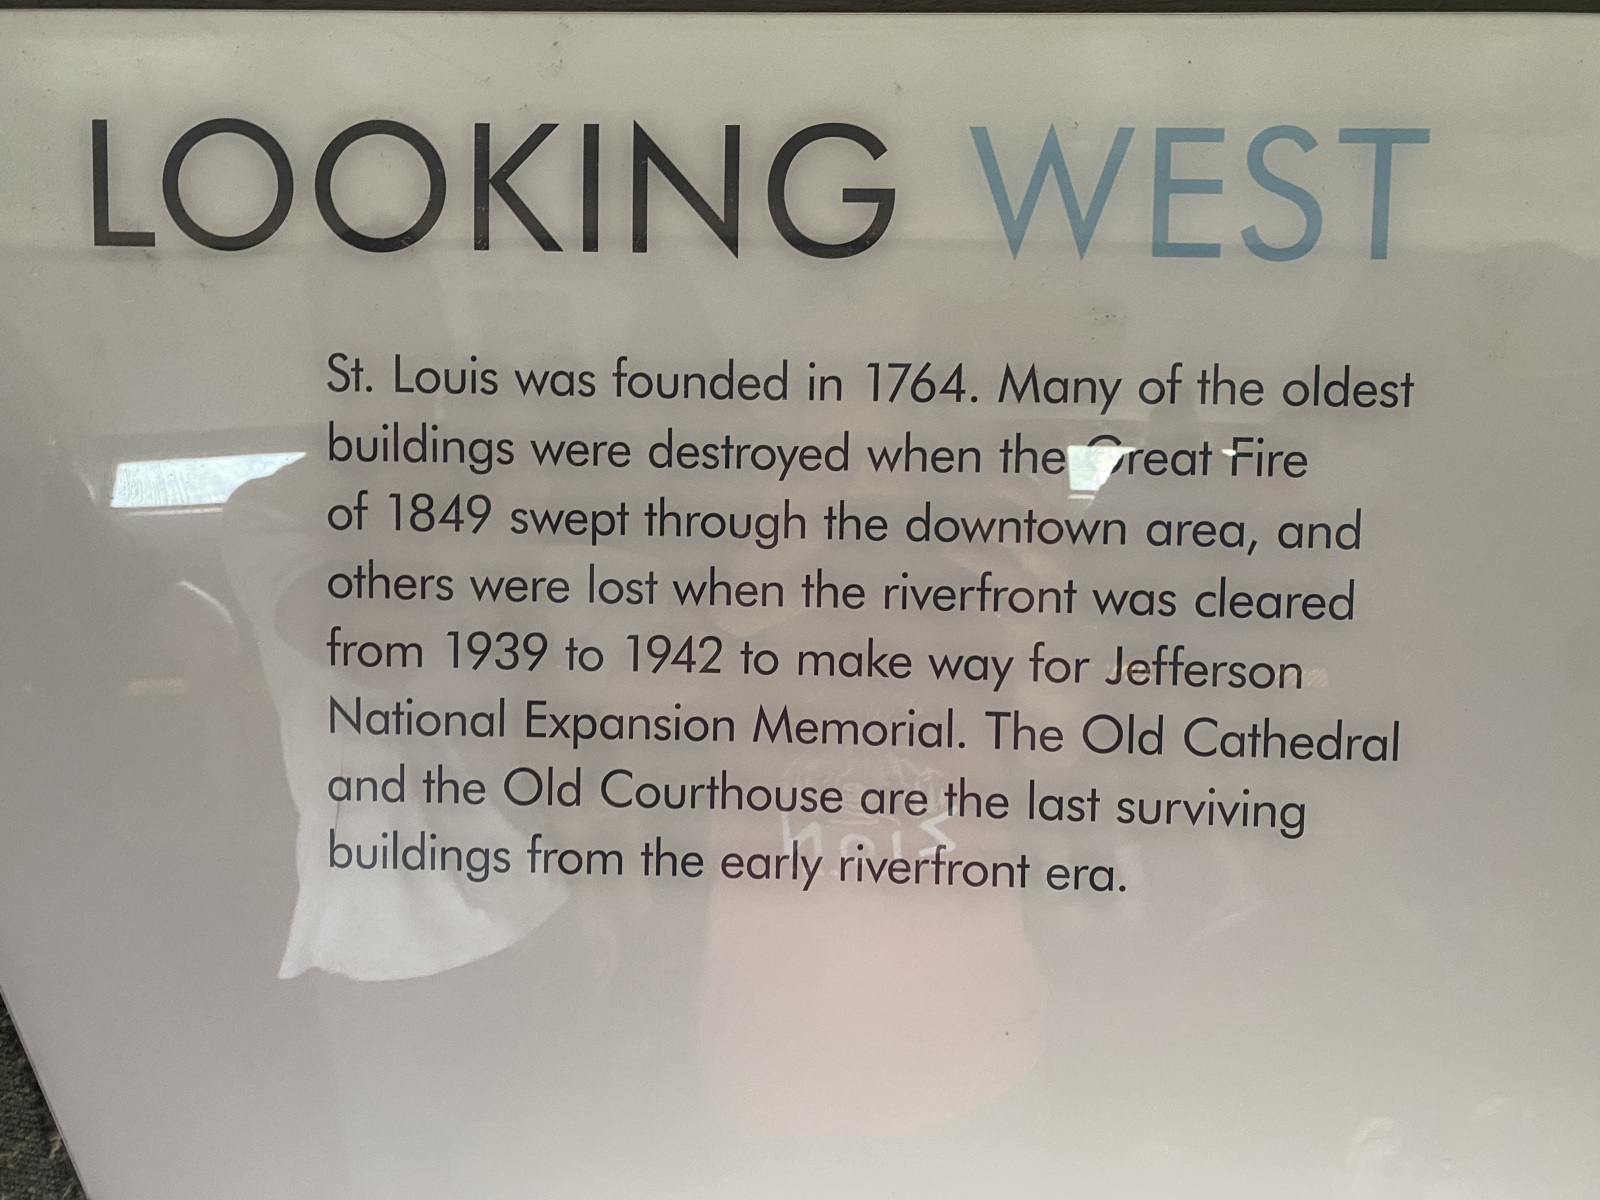 LOOKING WEST
St. Louis was founded in 1764. Many of the oldest
buildings were destroyed when the Great Fire
of 1849 swept through the downtown area, and
others were lost when the riverfront was cleared
from 1939 to 1942 to make way for Jefferson
National Expansion Memorial. The Old Cathedral
and the Old Courthouse are the last surviving
buildings from the early riverfront era.